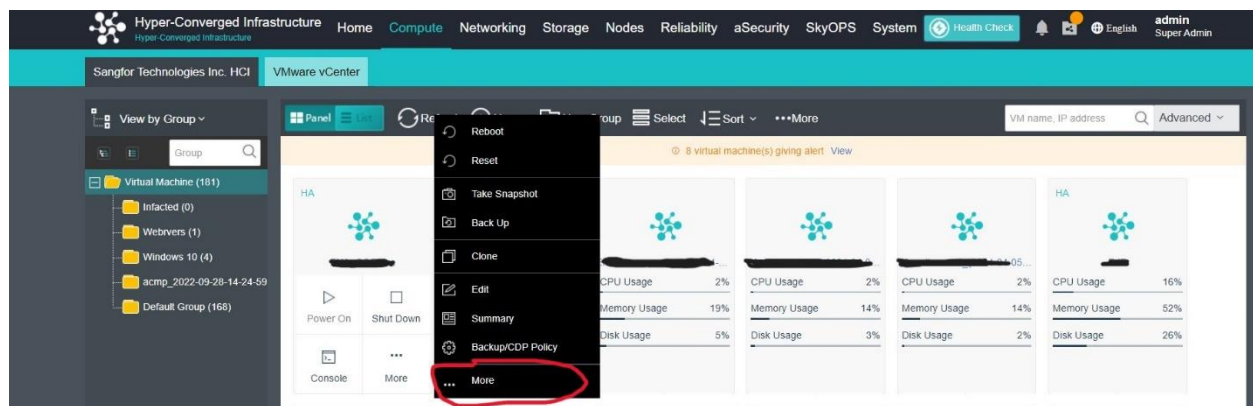 Hyper-Converged Infrastructure
Hyper-Converged Infrastructure
Home Compute Networking Storage Nodes Reliability aSecurity SkyOPS System Health Check English admin
Super Admin
Sangfor Technologies Inc. HCI VMware vCenter
View by Group
Panel List Select Sort •••More VM name, IP address Advanced
Group
8 virtual machine(s) giving alert View
Virtual Machine (181)
Infacted (0)
Webrvers (1)
Windows 10 (4)
acmp_2022-09-28-14-24-59
Default Group (168)
HA
Power On Shut Down
Console More
Reboot
Reset
Take Snapshot
Back Up
Clone
Edit
Summary
Backup/CDP Policy
More
CPU Usage 2%
Memory Usage 19%
Disk Usage 5%
CPU Usage 2%
Memory Usage 14%
Disk Usage 3%
CPU Usage 2%
Memory Usage 14%
Disk Usage 2%
HA
CPU Usage 16%
Memory Usage 52%
Disk Usage 26%